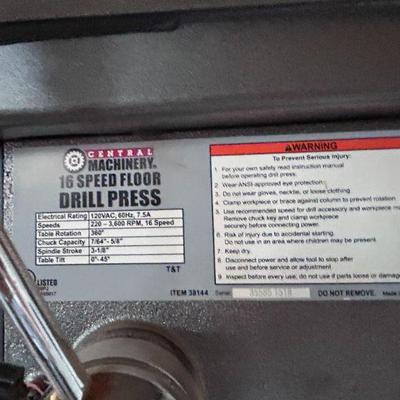 CENTRAL
MACHINERY®
16 SPEED FLOOR
DRILL PRESS
Electrical Rating 120VAC, 60Hz, 7.5A
Speeds 220 – 3,600 RPM, 16 Speed
Table Rotation 360°
Chuck Capacity 7/64" - 5/8"
Spindle Stroke 3-1/8"
Table Tilt 0°- 45°
T&T
LISTED
ITEM 38144
⚠WARNING
To Prevent Serious Injury:
1. For your own safety read instruction manual
before operating drill press.
2. Wear ANSI-approved eye protection.
3. Do not wear gloves, necktie, or loose clothing.
4. Clamp workpiece or brace against column to prevent rotation
5. Use recommended speed for drill accessory and workpiece
Remove chuck key and clamp workpiece
securely before connecting power.
6. Risk of injury due to accidental starting.
Do not use in an area where children may be present.
7. Keep dry.
8. Disconnect power and allow tool to stop after
use and before service or adjustment.
9. Inspect before every use, do not use if parts loose or
Serial: DO NOT REMOVE. Made